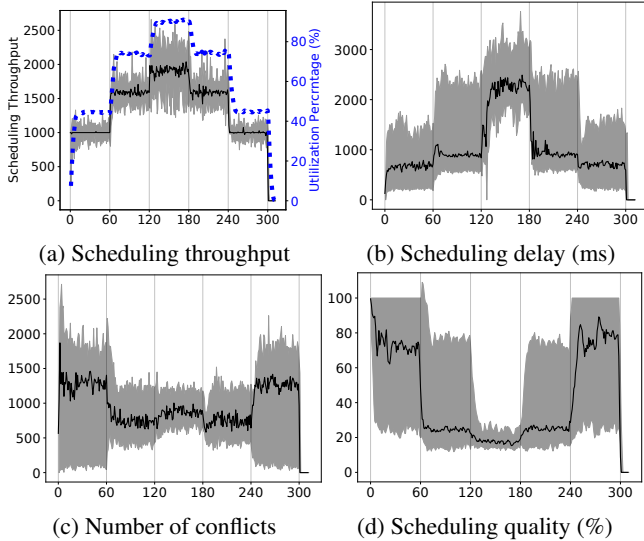 2500
2000
1500
1000
500
0
Scheduling Throughput
80
60
40
20
0
Utlilization Percrntage (%)
0 60 120 180 240 300
(a) Scheduling throughput
3000
2000
1000
0
0 60 120 180 240 300
(b) Scheduling delay (ms)
2500
2000
1500
1000
500
0
0 60 120 180 240 300
(c) Number of conflicts
100
80
60
40
20
0
0 60 120 180 240 300
(d) Scheduling quality (%)